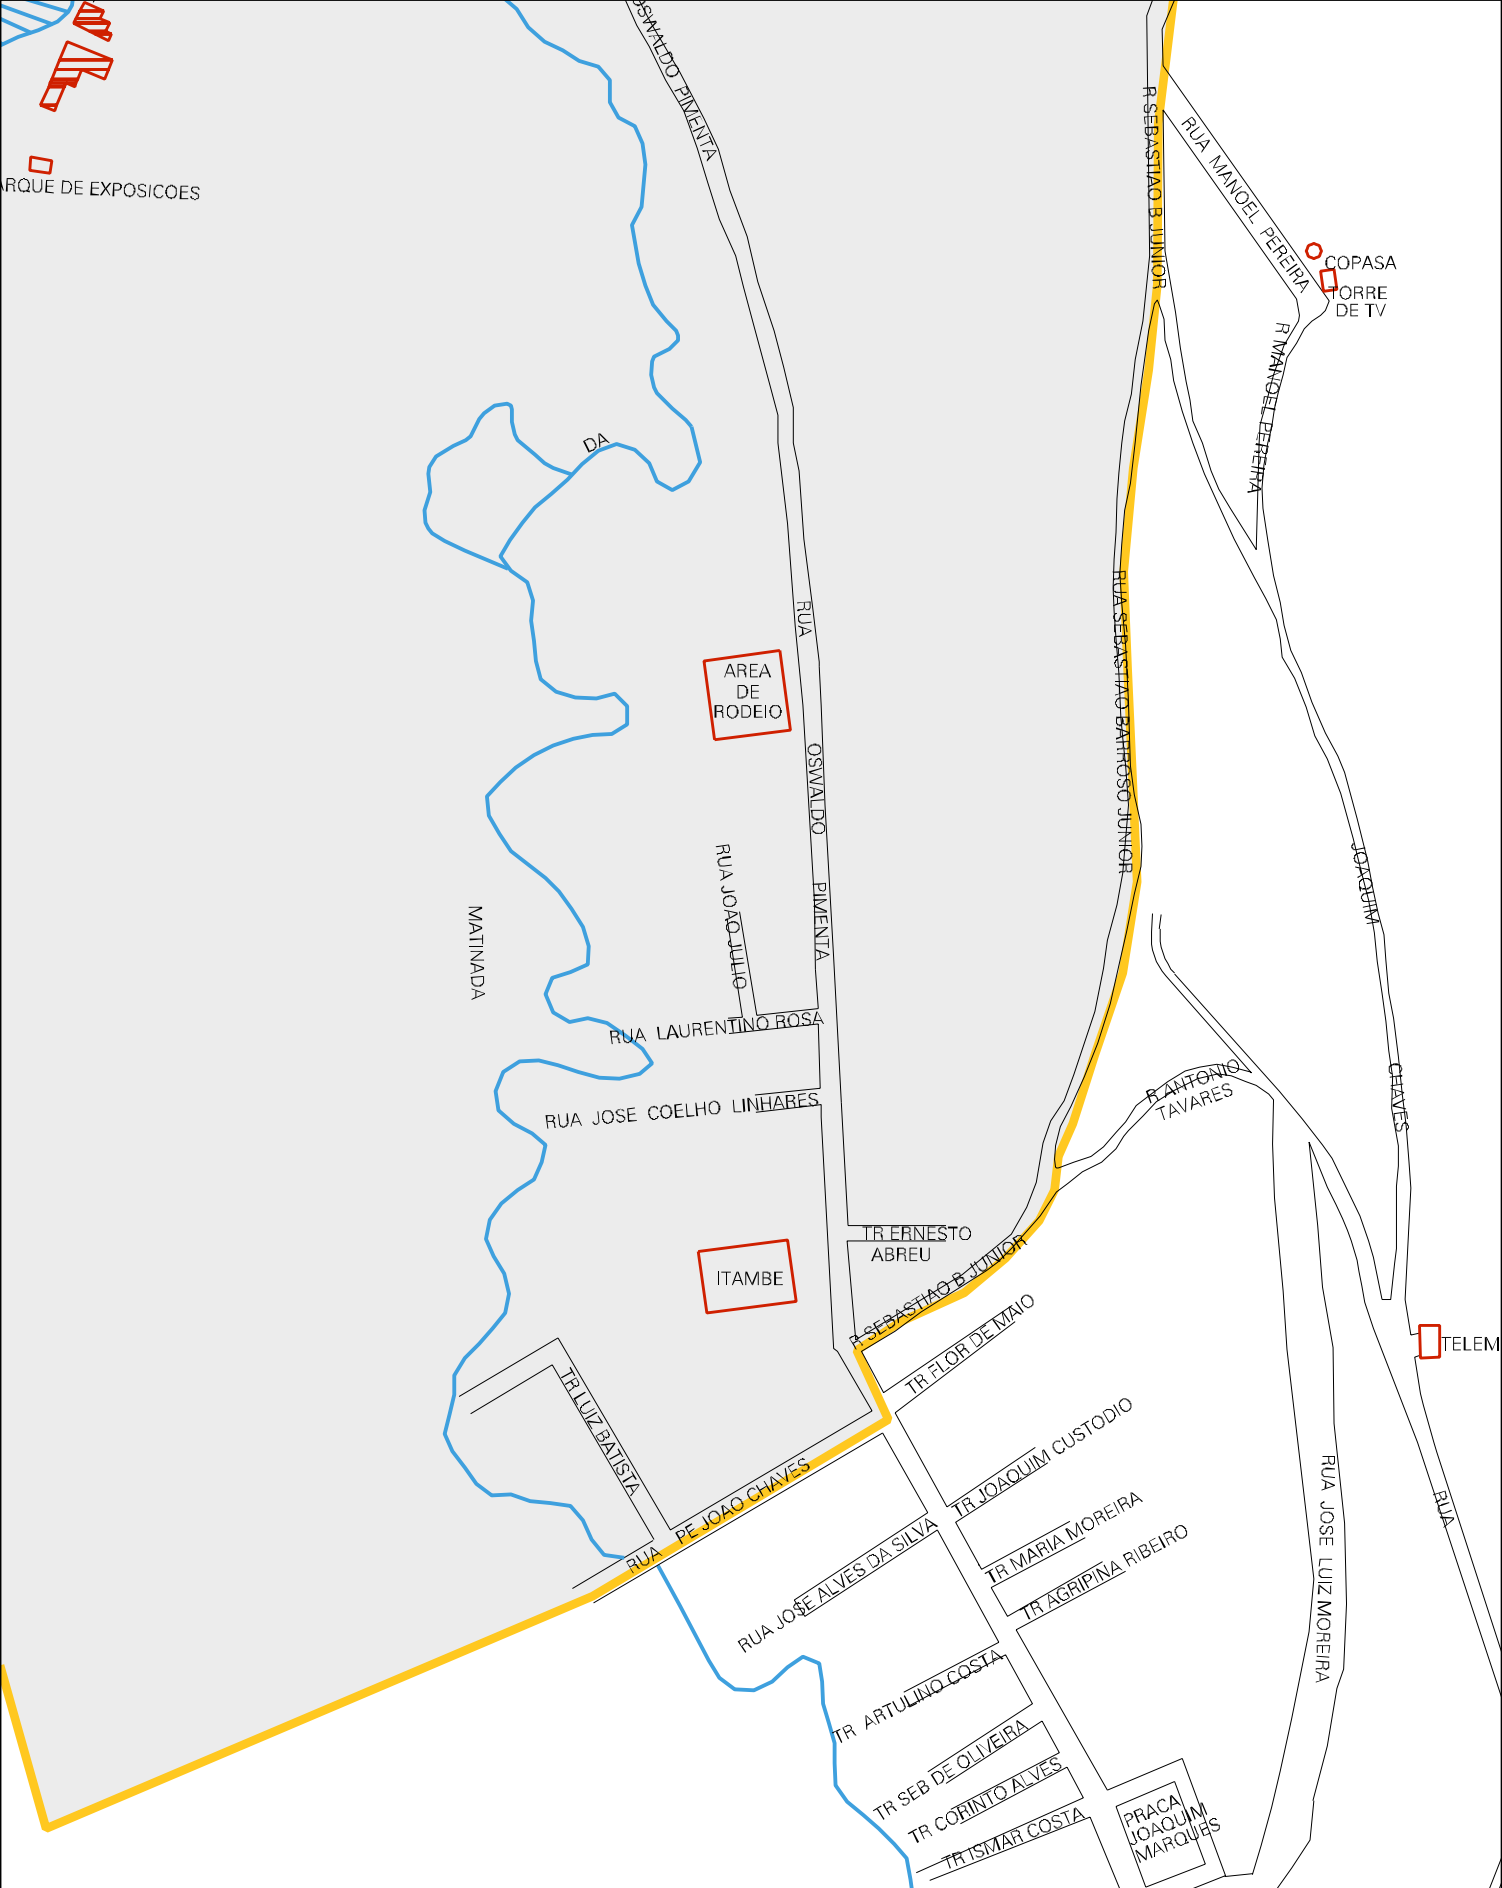 OSWALDO PIMENTA
R SEBASTIAO B JUNIOR
RUA MANOEL PEREIRA
ARQUE DE EXPOSICOES
COPASA
TORRE
DE TV
R MANOEL PEREIRA
DA
RUA
RUA SEBASTIAO BARROSO JUNIOR
AREA
DE
RODEIO
OSWALDO
RUA JOAO JULIO
JOAQUIM
PIMENTA
MATINADA
RUA LAURENTINO ROSA
RUA JOSE COELHO LINHARES
R ANTONIO
TAVARES
CHAVES
TR ERNESTO
ABREU
R SEBASTIAO B JUNIOR
ITAMBE
TR FLOR DE MAIO
TELEM
TR LUIZ BATISTA
TR JOAQUIM CUSTODIO
RUA PE JOAO CHAVES
RUA JOSE LUIZ MOREIRA
RUA
TR MARIA MOREIRA
RUA JOSE ALVES DA SILVA
TR AGRIPINA RIBEIRO
TR ARTULINO COSTA
TR SEB DE OLIVEIRA
TR CORINTO ALVES
TR ISMAR COSTA
PRACA
JOAQUIM
MARQUES